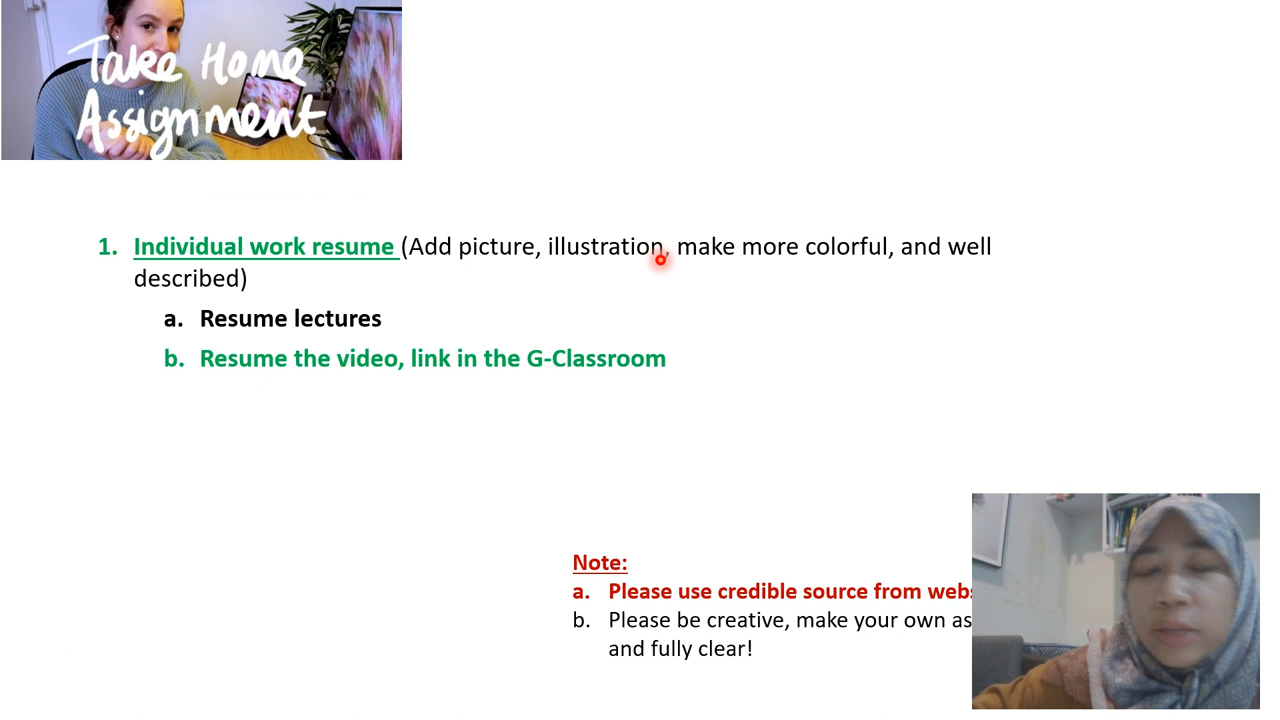 Take Home
Assignment
1. Individual work resume (Add picture, illustration, make more colorful, and well
described)
a. Resume lectures
b. Resume the video, link in the G-Classroom
Note:
a. Please use credible source from
b. Please be creative, make your own
and fully clear!